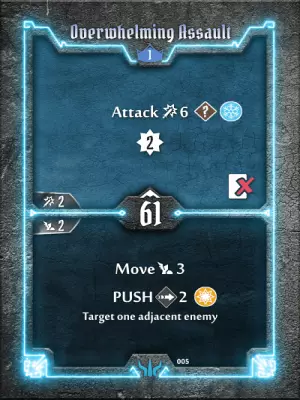 Overwhelming Assault
1
Attack 6 ?
2
2
61
2
Move 3
PUSH 2
Target one adjacent enemy
005